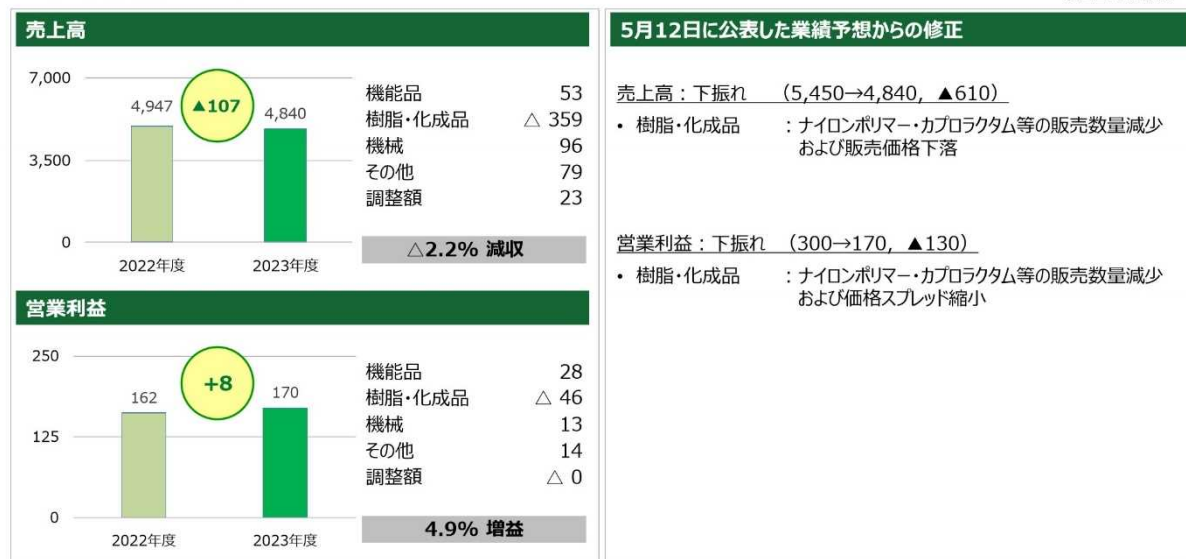 売上高
7,000
3,500
0
4,947
▲107
4,840
2022年度
2023年度
機能品 53
樹脂・化成品 △ 359
機械 96
その他 79
調整額 23
△2.2% 減収
営業利益
250
125
0
162
+8
170
2022年度
2023年度
機能品 28
樹脂・化成品 △ 46
機械 13
その他 14
調整額 △ 0
4.9% 増益
5月12日に公表した業績予想からの修正
売上高：下振れ （5,450→4,840, ▲610）
• 樹脂・化成品 ：ナイロンポリマー・カプロラクタム等の販売数量減少
および販売価格下落
営業利益：下振れ （300→170, ▲130）
• 樹脂・化成品 ：ナイロンポリマー・カプロラクタム等の販売数量減少
および価格スプレッド縮小